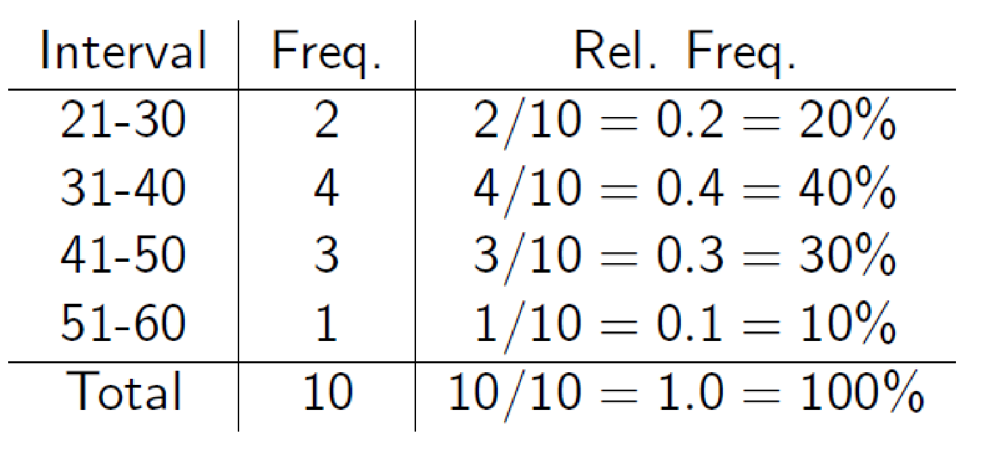 Interval Freq. Rel. Freq.
21-30 2 2/10 = 0.2 = 20%
31-40 4 4/10 = 0.4 = 40%
41-50 3 3/10 = 0.3 = 30%
51-60 1 1/10 = 0.1 = 10%
Total 10 10/10 = 1.0 = 100%